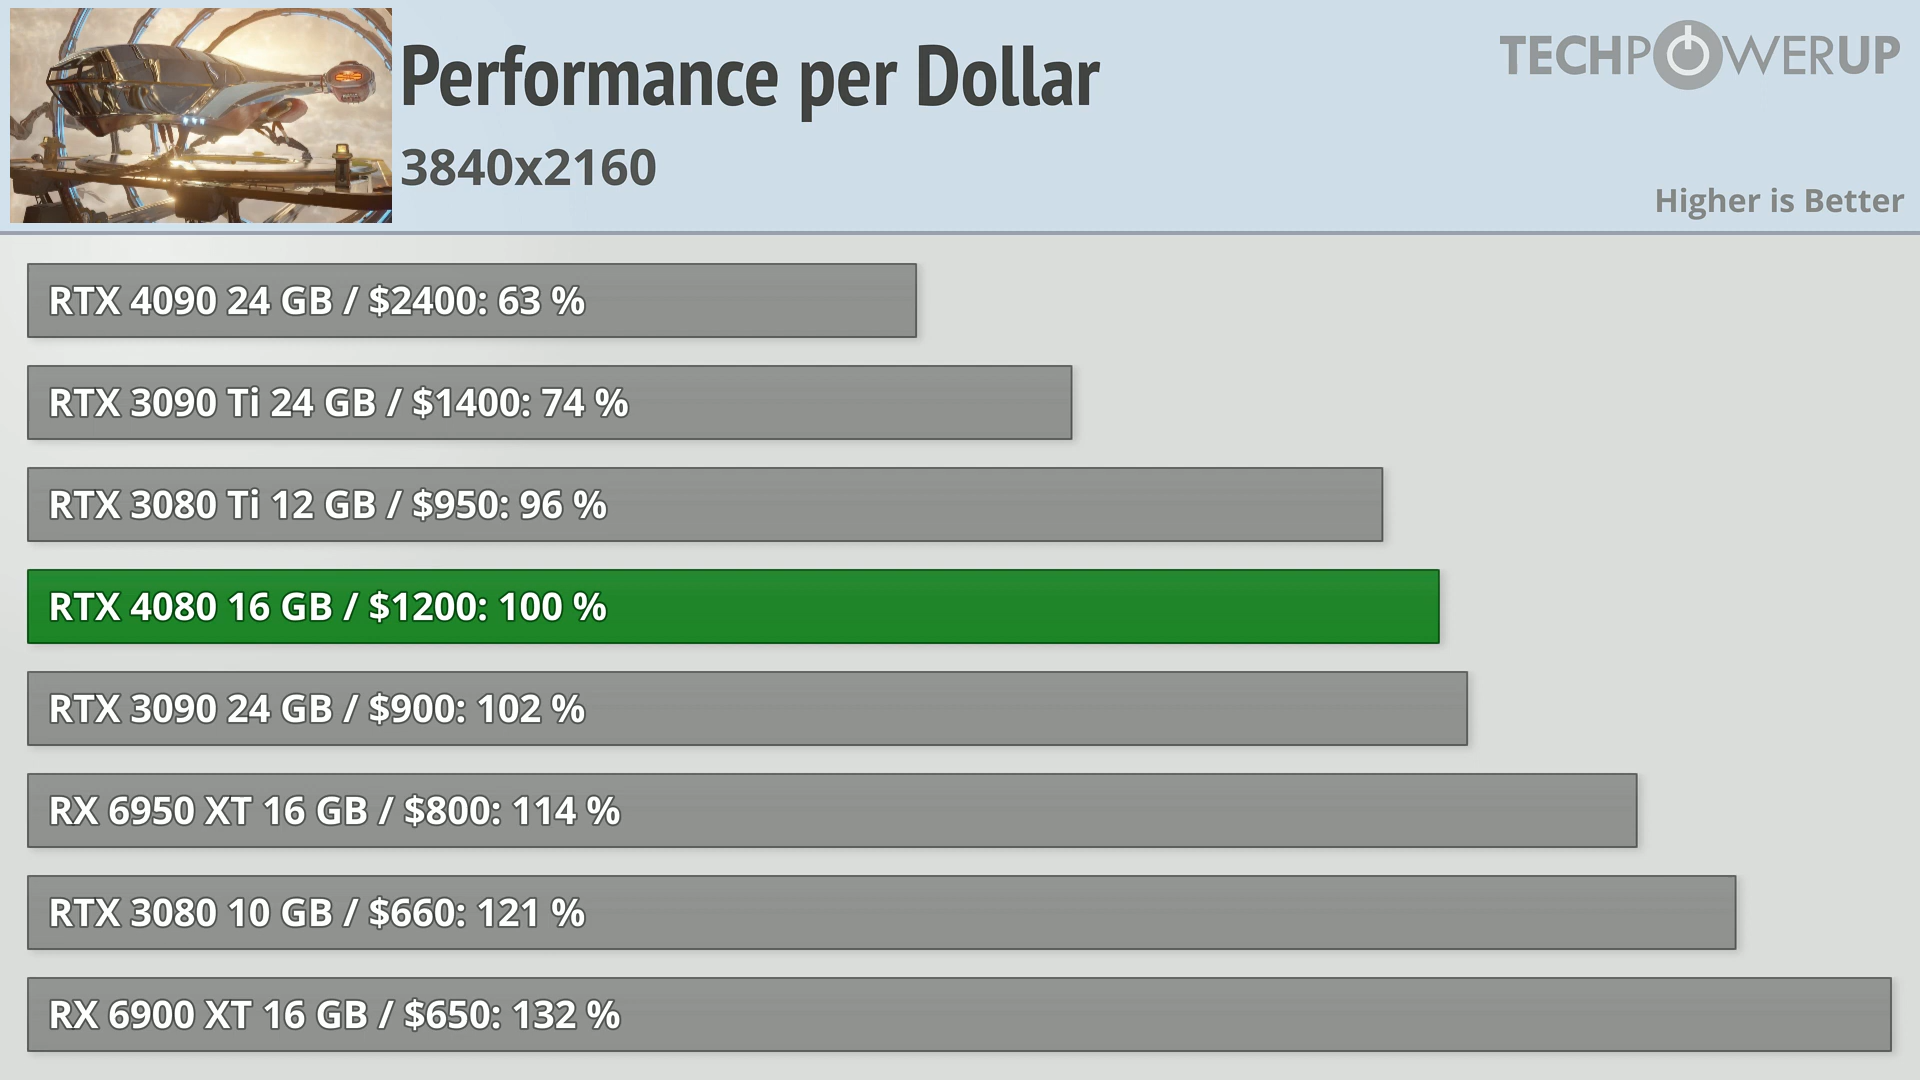 Performance per Dollar
TECHPOWERUP
3840x2160
Higher is Better
RTX 4090 24 GB / $2400: 63 %
RTX 3090 Ti 24 GB / $1400: 74 %
RTX 3080 Ti 12 GB / $950: 96 %
RTX 4080 16 GB / $1200: 100 %
RTX 3090 24 GB / $900: 102 %
RX 6950 XT 16 GB / $800: 114 %
RTX 3080 10 GB / $660: 121 %
RX 6900 XT 16 GB / $650: 132 %